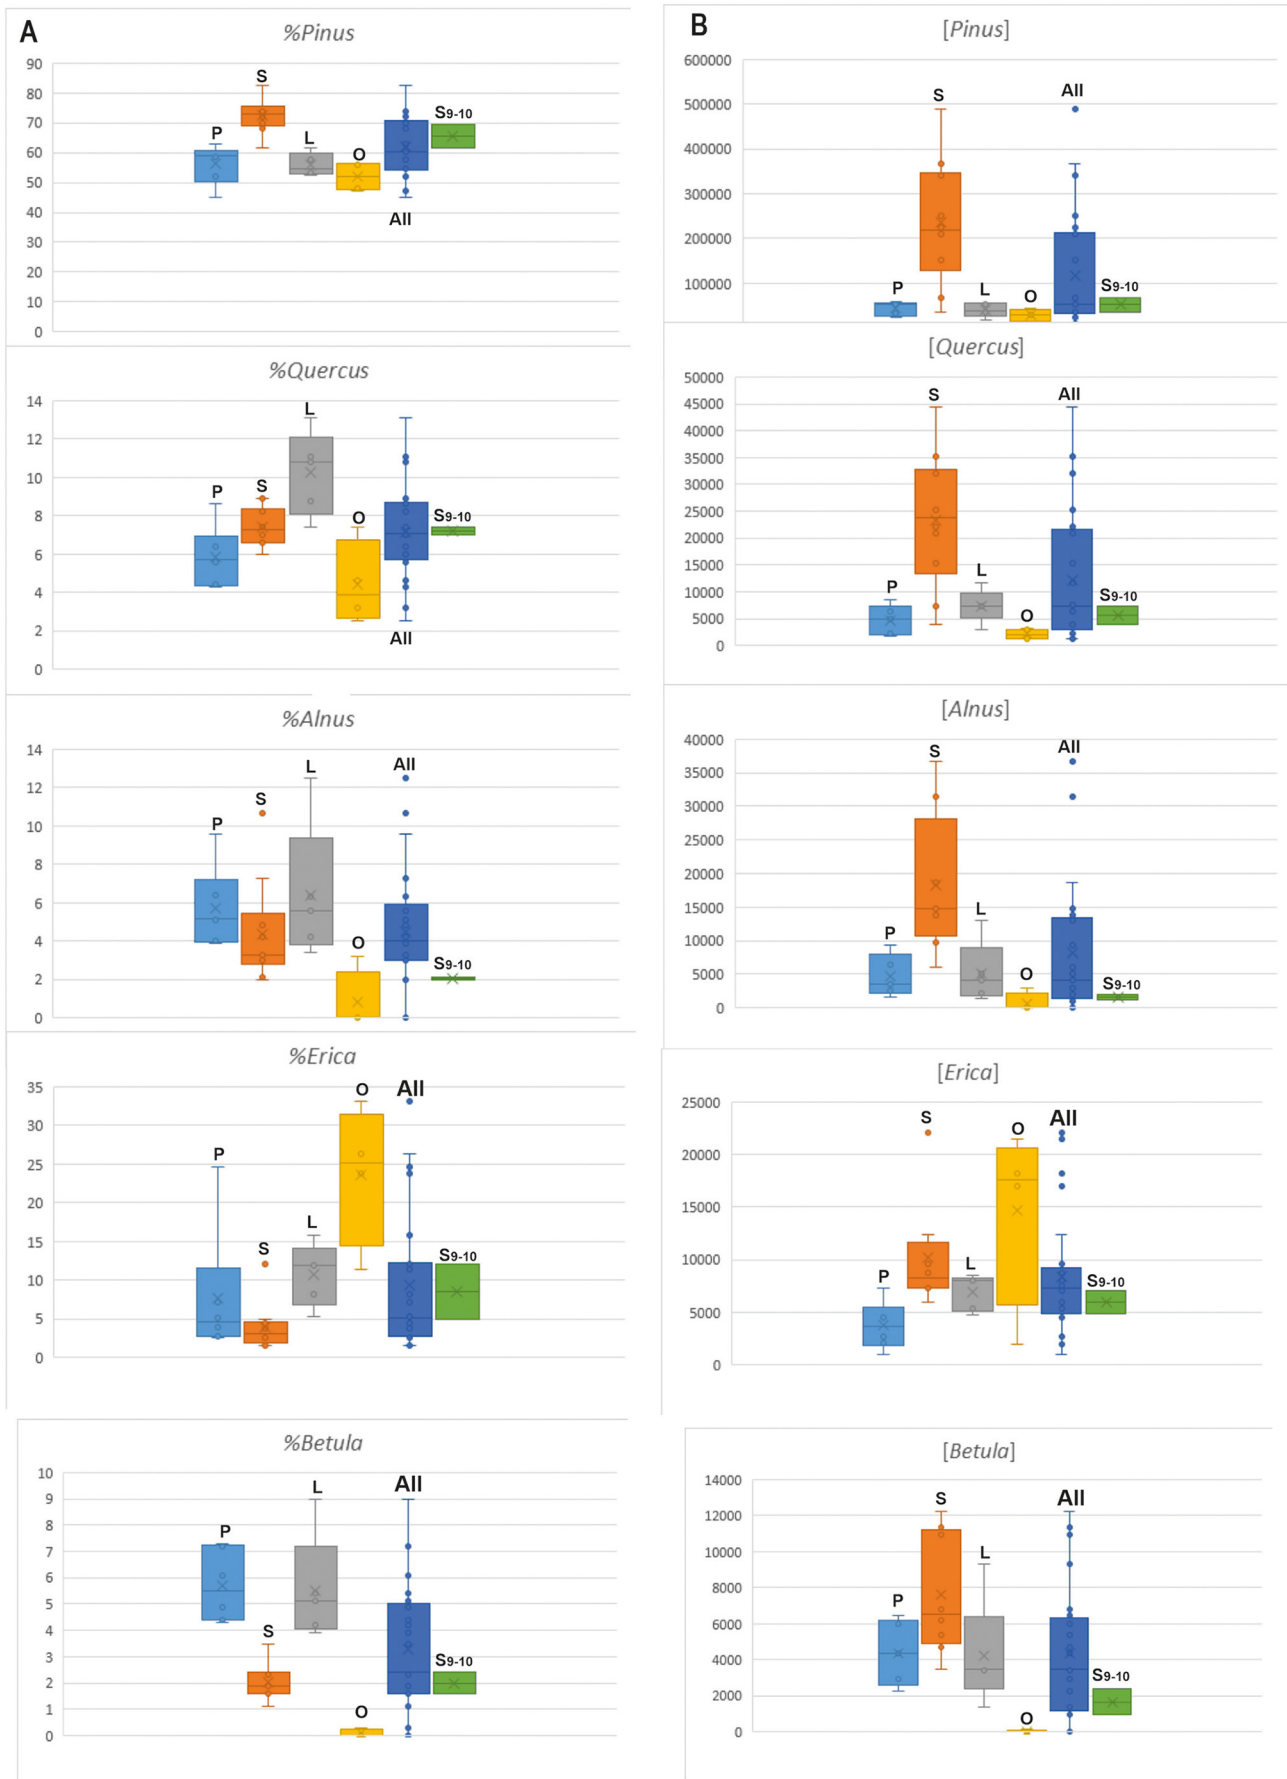 A
%Pinus
90
80
70
60
50
40
30
20
10
0
P
S
L
O
All
S9-10
%Quercus
14
12
10
8
6
4
2
0
P
S
L
O
All
S9-10
%Alnus
14
12
10
8
6
4
2
0
P
S
L
O
All
S9-10
%Erica
35
30
25
20
15
10
5
0
P
S
L
O
All
S9-10
%Betula
10
9
8
7
6
5
4
3
2
1
0
P
S
L
O
All
S9-10
B
[Pinus]
600000
500000
400000
300000
200000
100000
P
S
L
O
All
S9-10
[Quercus]
50000
45000
40000
35000
30000
25000
20000
15000
10000
5000
0
P
S
L
O
All
S9-10
[Alnus]
40000
35000
30000
25000
20000
15000
10000
5000
0
P
S
L
O
All
S9-10
[Erica]
25000
20000
15000
10000
5000
0
P
S
L
O
All
S9-10
[Betula]
14000
12000
10000
8000
6000
4000
2000
0
P
S
L
O
All
S9-10